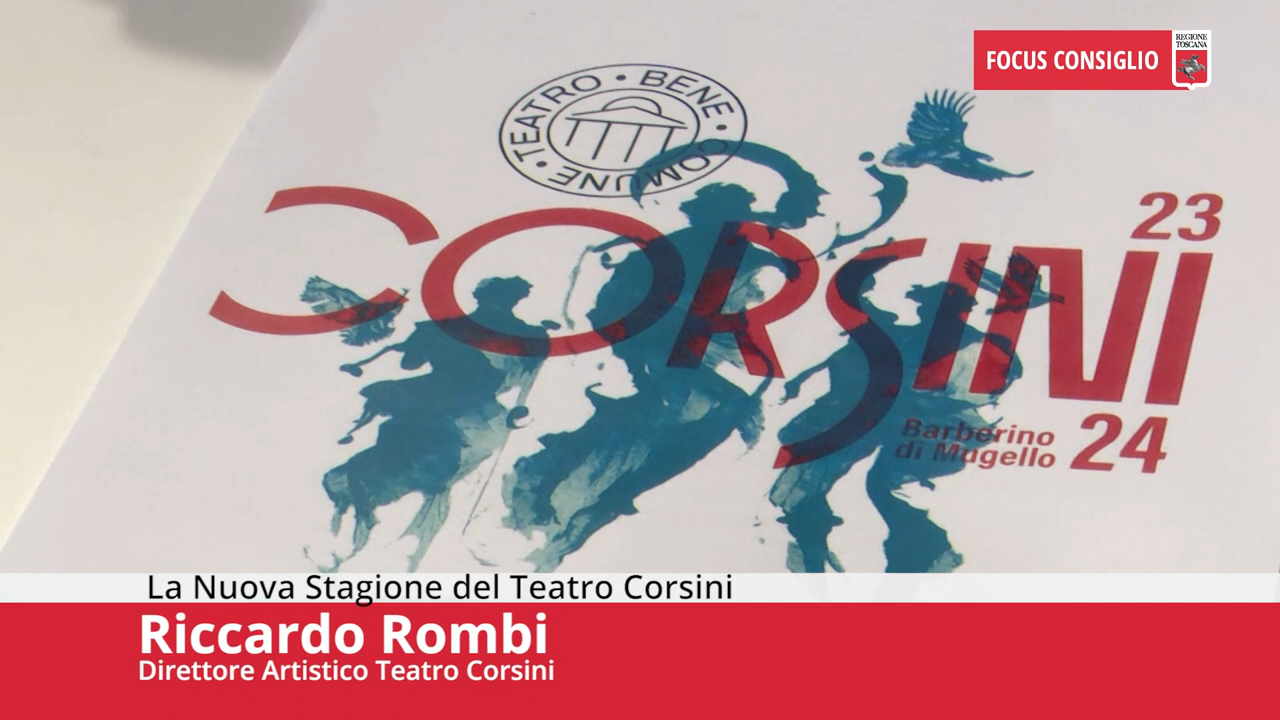 FOCUS CONSIGLIO
REGIONE
TOSCANA
TEATRO • BENE • COMUNE •
CORSINI
23
24
Barberino
di Mugello
La Nuova Stagione del Teatro Corsini
Riccardo Rombi
Direttore Artistico Teatro Corsini